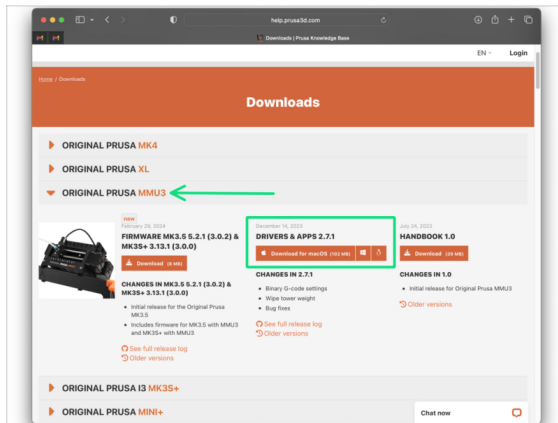 help.prusa3d.com
Downloads | Prusa Knowledge Base
EN
Login
Home / Downloads
Downloads
ORIGINAL PRUSA MK4
ORIGINAL PRUSA XL
ORIGINAL PRUSA MMU3
new
February 28, 2024
FIRMWARE MK3.5 5.2.1 (3.0.2) &
MK3S+ 3.13.1 (3.0.0)
Download (8 MB)
CHANGES IN MK3.5 5.2.1 (3.0.2) &
MK3S+ 3.13.1 (3.0.0)
Initial release for the Original Prusa
MK3.5
Includes firmware for MK3.5 with MMU3
and MK3S+ with MMU3
See full release log
Older versions
December 14, 2023
DRIVERS & APPS 2.7.1
Download for macOS (102 MB)
CHANGES IN 2.7.1
Binary G-code settings
Wipe tower weight
Bug fixes
See full release log
Older versions
July 24, 2023
HANDBOOK 1.0
Download
CHANGES IN 1.0
Initial release for Original Prusa MMU3
Older versions
ORIGINAL PRUSA I3 MK3S+
ORIGINAL PRUSA MINI+
Chat now